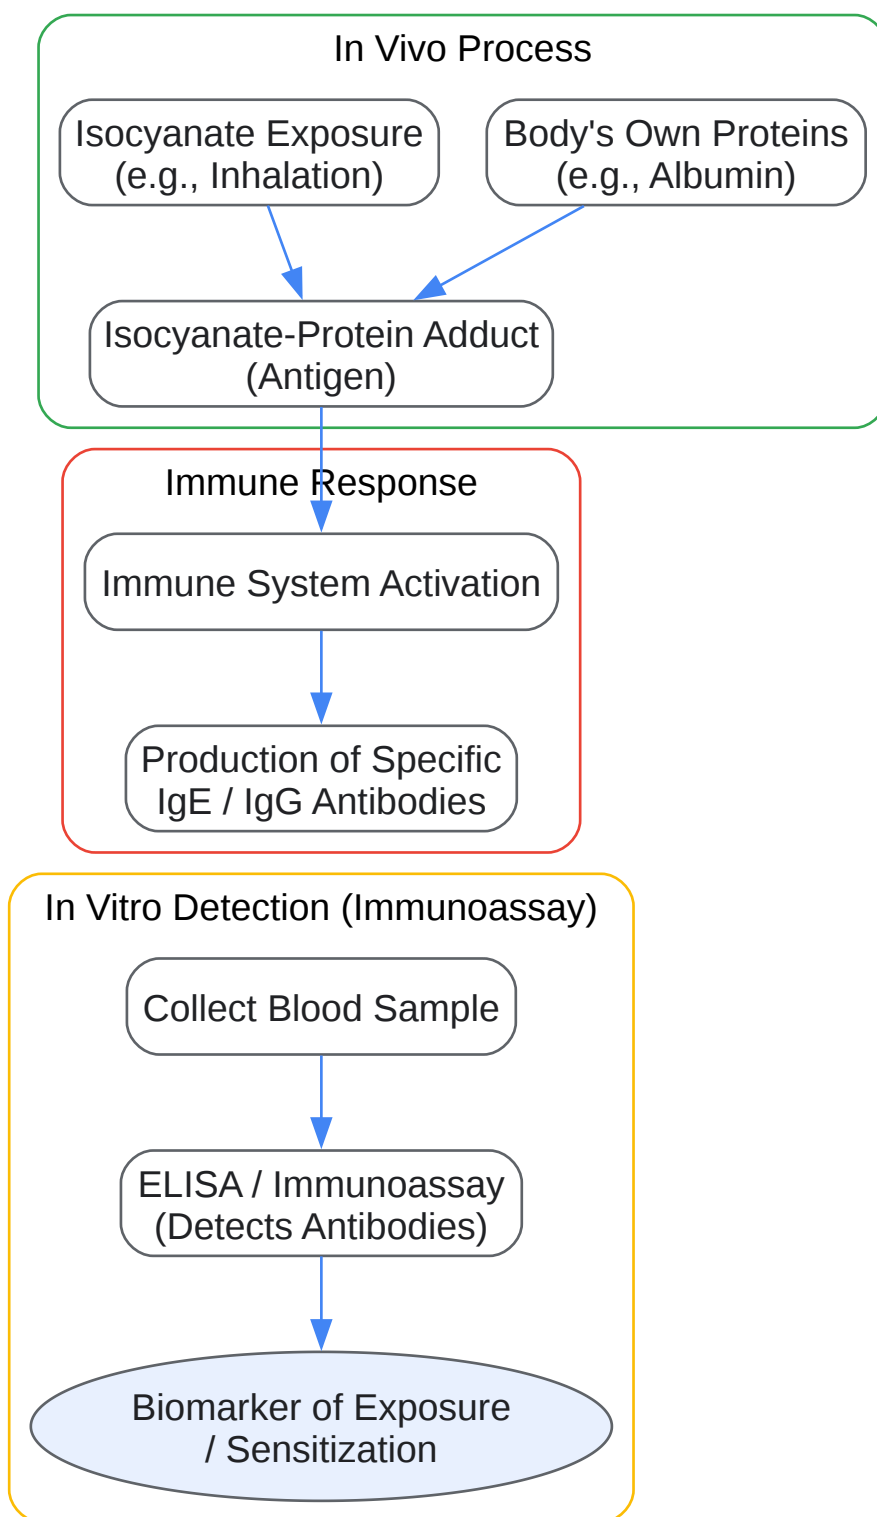 In Vivo Process
Isocyanate Exposure
(e.g., Inhalation)
Body's Own Proteins
(e.g., Albumin)
Isocyanate-Protein Adduct
(Antigen)
Immune Response
Immune System Activation
Production of Specific
IgE / IgG Antibodies
In Vitro Detection (Immunoassay)
Collect Blood Sample
ELISA / Immunoassay
(Detects Antibodies)
Biomarker of Exposure
/ Sensitization